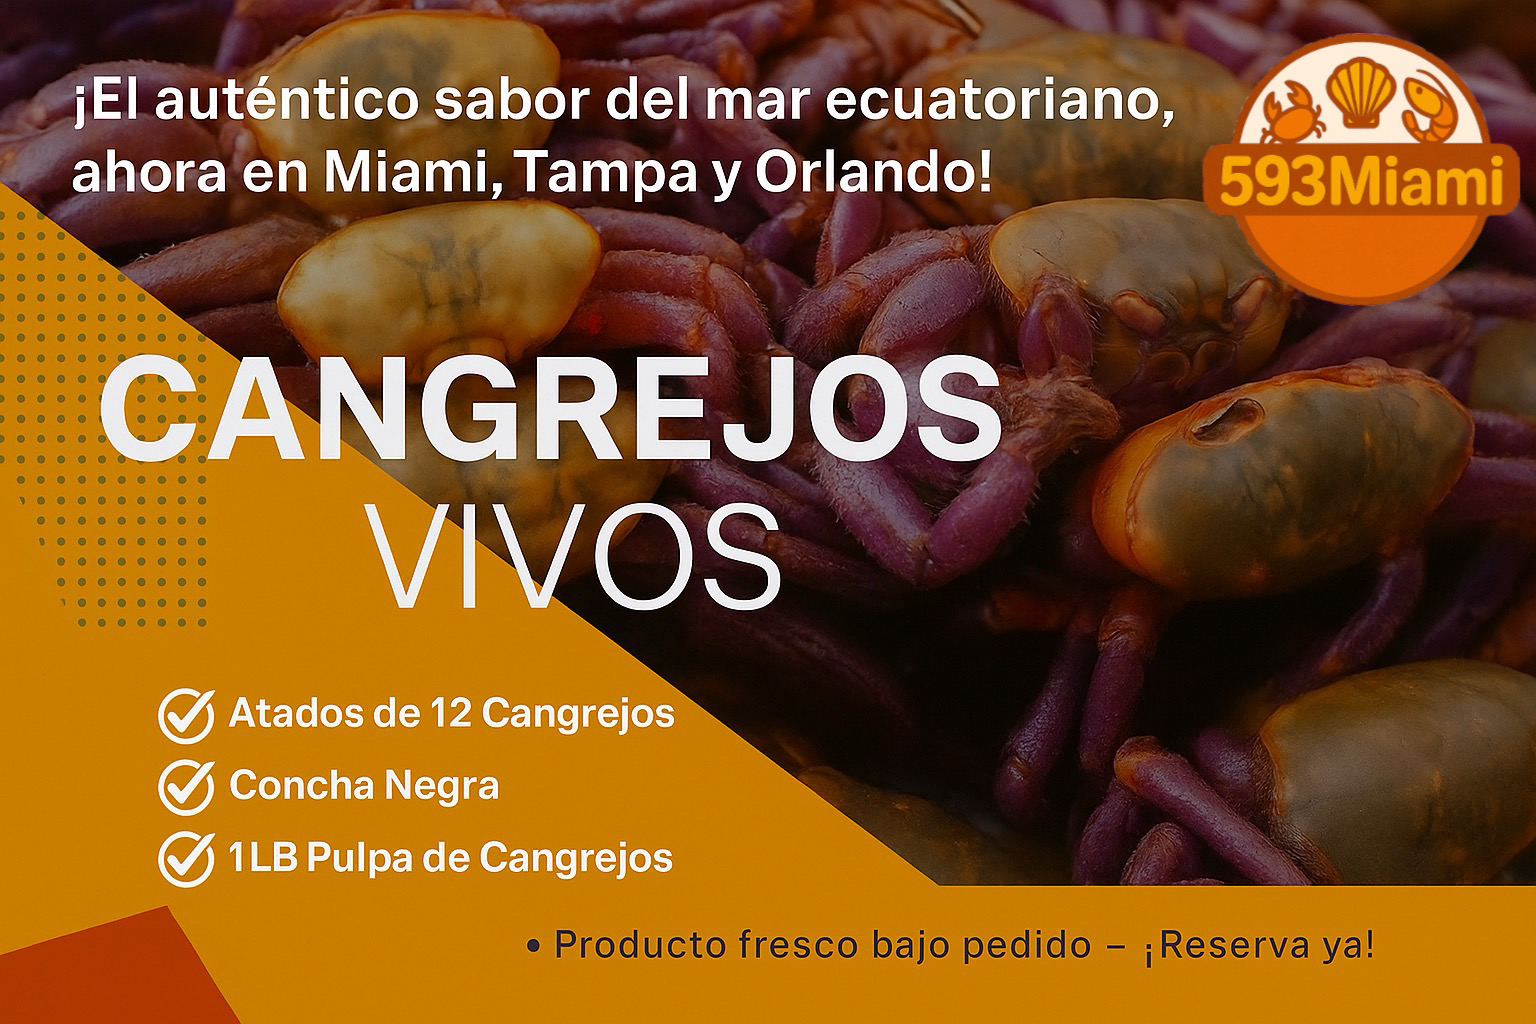 ¡El auténtico sabor del mar ecuatoriano,
ahora en Miami, Tampa y Orlando!
593Miami
CANGREJOS
VIVOS
Atados de 12 Cangrejos
Concha Negra
1LB Pulpa de Cangrejos
• Producto fresco bajo pedido – ¡Reserva ya!